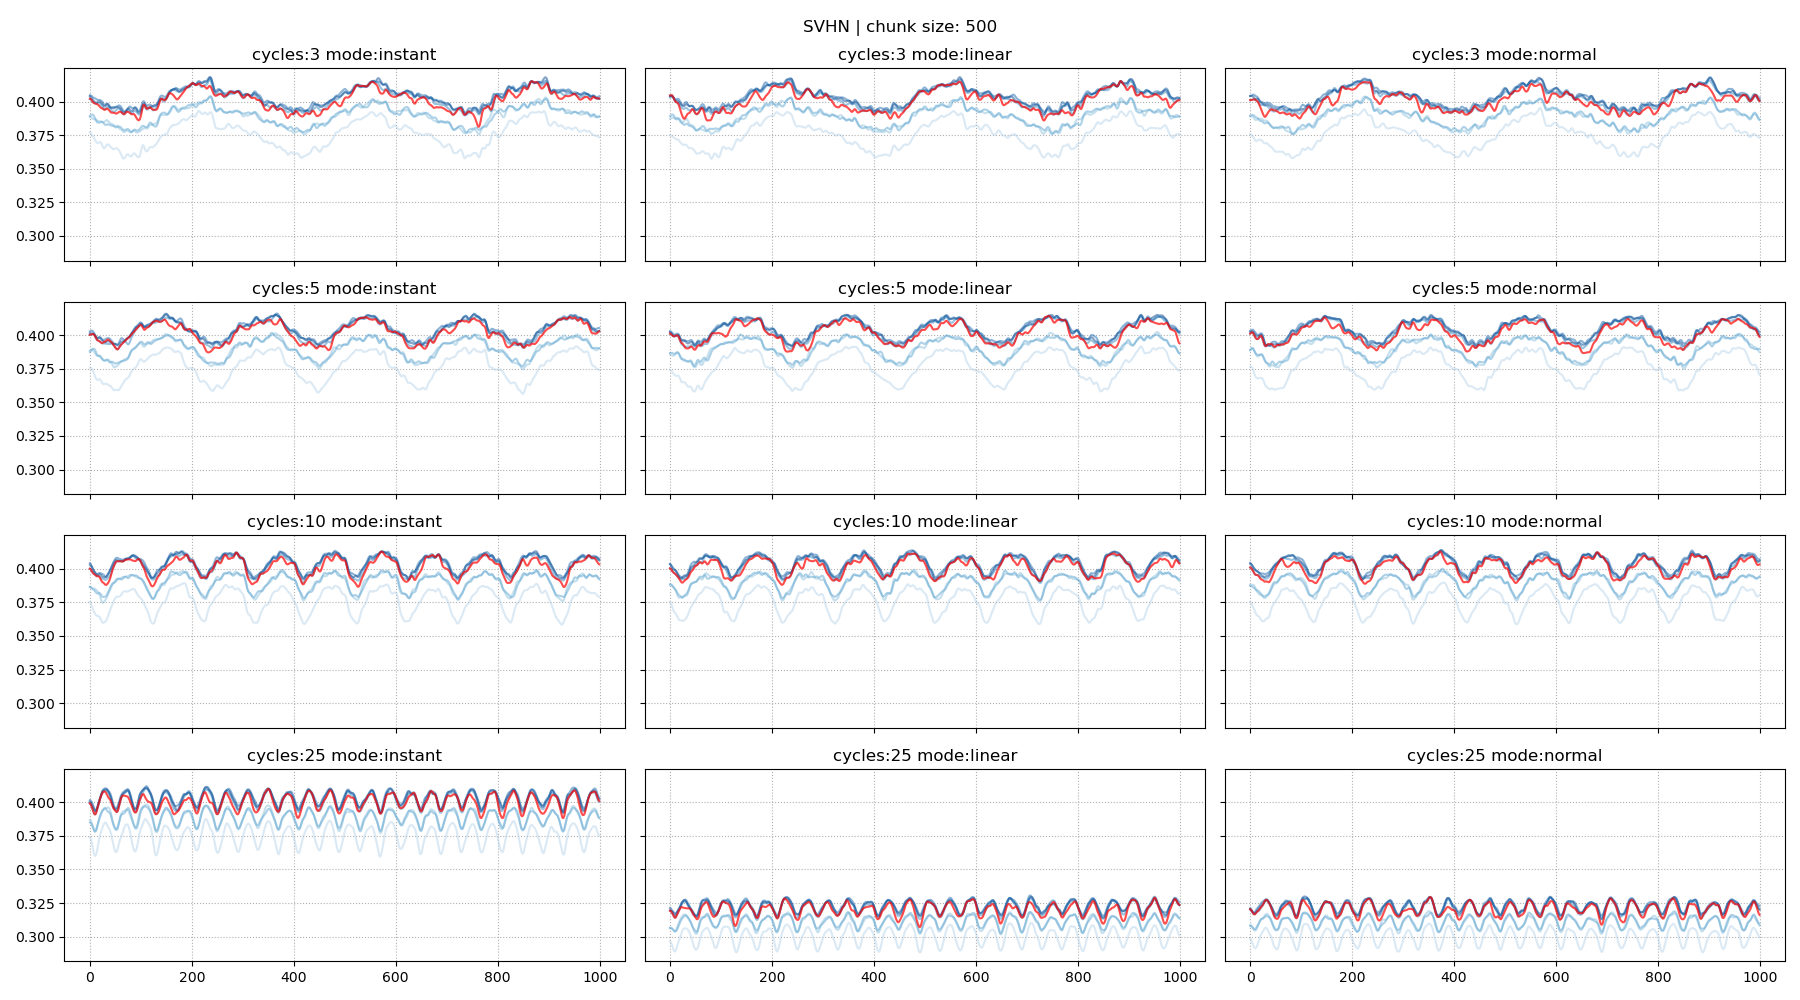 SVHN | chunk size: 500
cycles:3 mode:instant
cycles:3 mode:linear
cycles:3 mode:normal
0.400
0.375
0.350
0.325
0.300
cycles:5 mode:instant
cycles:5 mode:linear
cycles:5 mode:normal
0.400
0.375
0.350
0.325
0.300
cycles:10 mode:instant
cycles:10 mode:linear
cycles:10 mode:normal
0.400
0.375
0.350
0.325
0.300
cycles:25 mode:instant
cycles:25 mode:linear
cycles:25 mode:normal
0.400
0.375
0.350
0.325
0.300
0 200 400 600 800 1000
0 200 400 600 800 1000
0 200 400 600 800 1000